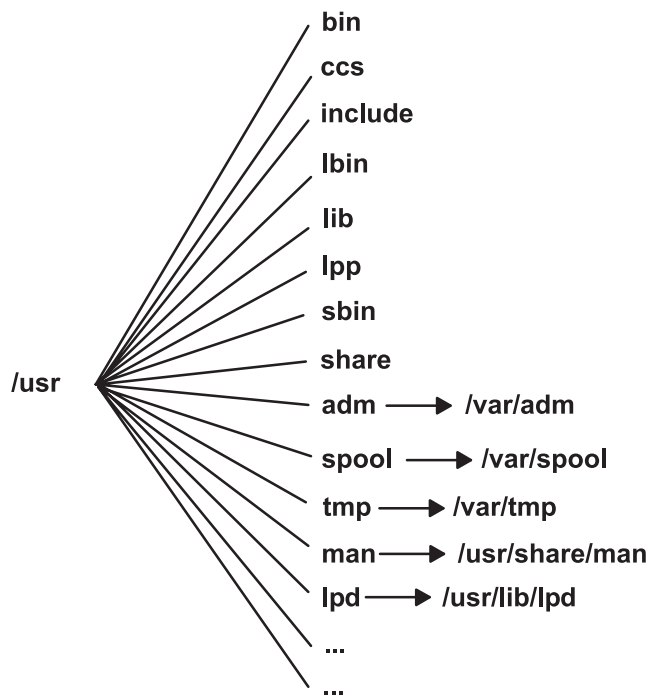 bin
ccs
include
lbin
lib
lpp
sbin
share
/usr
adm /var/adm
spool /var/spool
tmp /var/tmp
man /usr/share/man
lpd /usr/lib/lpd
...
...